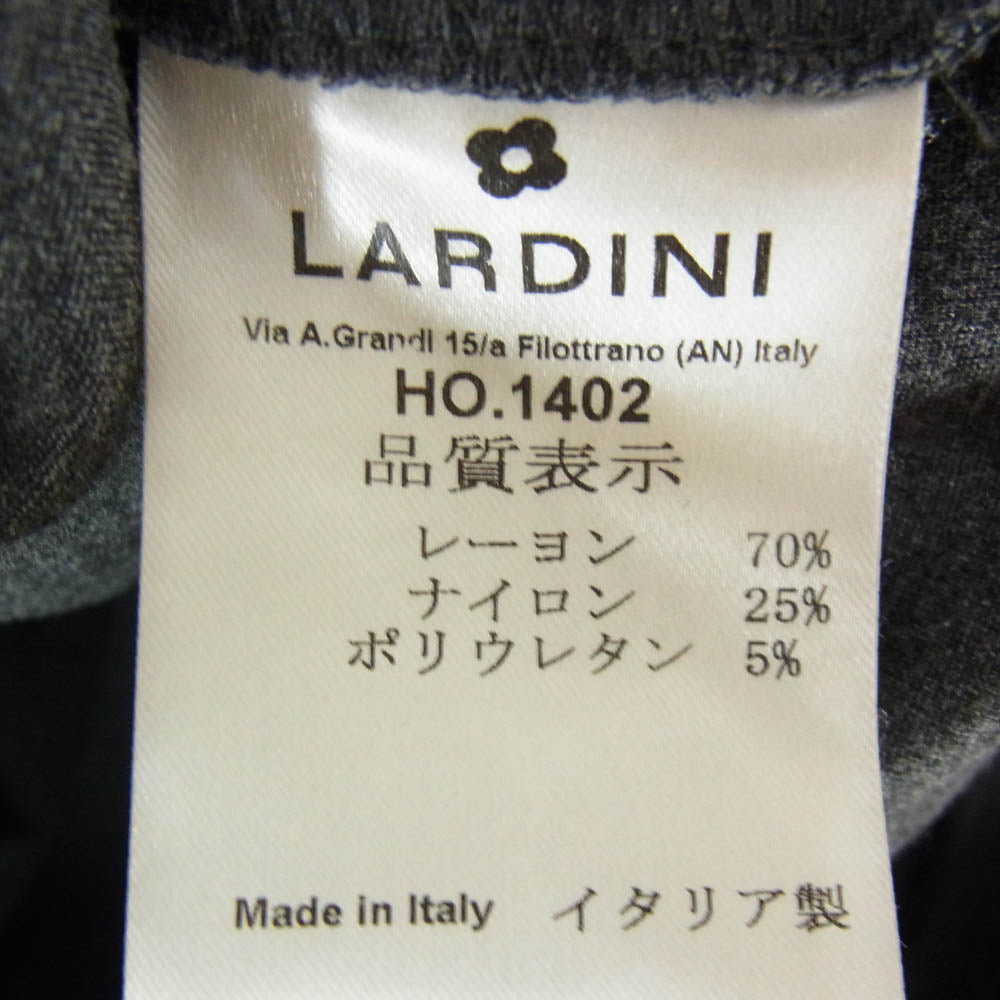 LARDINI
Via A.Grandi 15/a Filottrano (AN) Italy
HO.1402
品質表示
レーヨン 70%
ナイロン 25%
ポリウレタン 5%
Made in Italy イタリア製